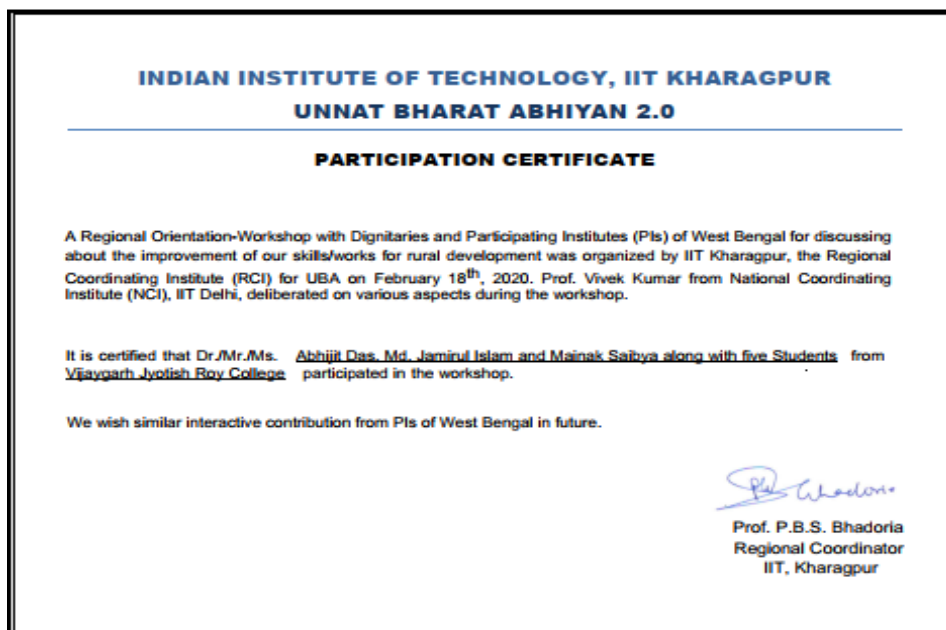 INDIAN INSTITUTE OF TECHNOLOGY, IIT KHARAGPUR
UNNAT BHARAT ABHIYAN 2.0
PARTICIPATION CERTIFICATE
A Regional Orientation-Workshop with Dignitaries and Participating Institutes (PIs) of West Bengal for discussing
about the improvement of our skills/works for rural development was organized by IIT Kharagpur, the Regional
Coordinating Institute (RCI) for UBA on February 18th, 2020. Prof. Vivek Kumar from National Coordinating
Institute (NCI), IIT Delhi, deliberated on various aspects during the workshop.
It is certified that Dr./Mr./Ms. Abhijit Das, Md. Jamirul Islam and Mainak Saibya along with five Students from
Vijaygarh Jyotish Roy College participated in the workshop.
We wish similar interactive contribution from PIs of West Bengal in future.
PBS Bhadoria
Prof. P.B.S. Bhadoria
Regional Coordinator
IIT, Kharagpur